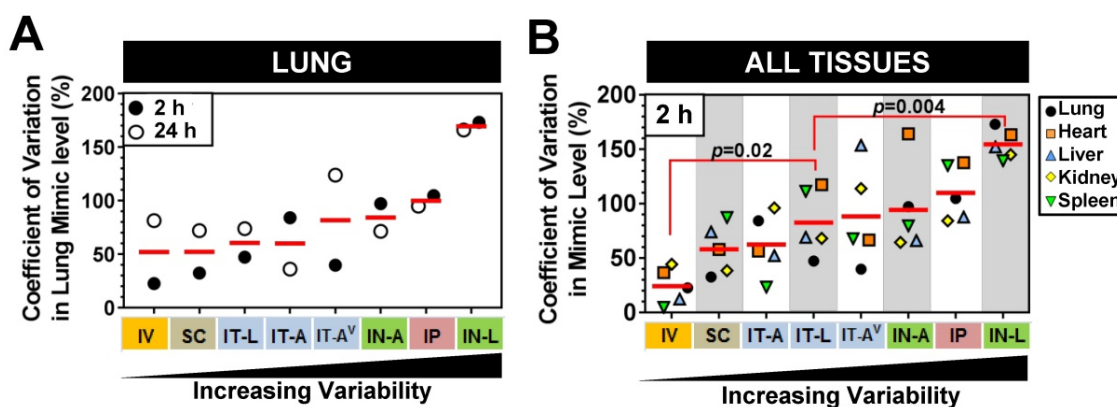 A
LUNG
Coefficient of Variation
in Lung Mimic level (%)
200
150
100
50
0
2 h
24 h
IV SC IT-L IT-A IT-Aⱽ IN-A IP IN-L
Increasing Variability
B
ALL TISSUES
Coefficient of Variation
in Mimic Level (%)
200
150
100
50
0
2 h
p=0.02
p=0.004
Lung
Heart
Liver
Kidney
Spleen
IV SC IT-A IT-L IT-Aⱽ IN-A IP IN-L
Increasing Variability